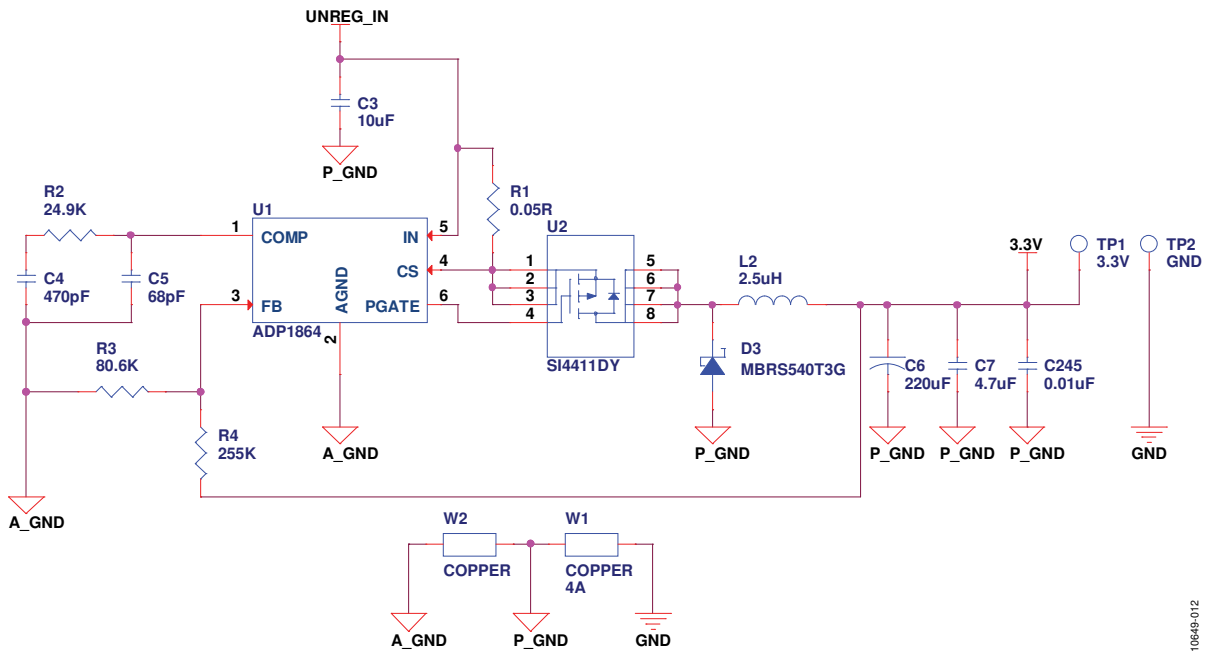 UNREG_IN
C3
10uF
P_GND
R2
24.9K
C4
470pF
C5
68pF
R3
80.6K
R4
255K
A_GND
U1
1
COMP
IN
5
CS
4
3
FB
AGND
PGATE
6
2
ADP1864
A_GND
R1
0.05R
U2
1
2
3
4
5
6
7
8
SI4411DY
L2
2.5uH
D3
MBRS540T3G
P_GND
3.3V
TP1
3.3V
TP2
GND
C6
220uF
C7
4.7uF
C245
0.01uF
P_GND
P_GND
P_GND
GND
W2
COPPER
W1
COPPER
4A
A_GND
P_GND
GND
10649-012